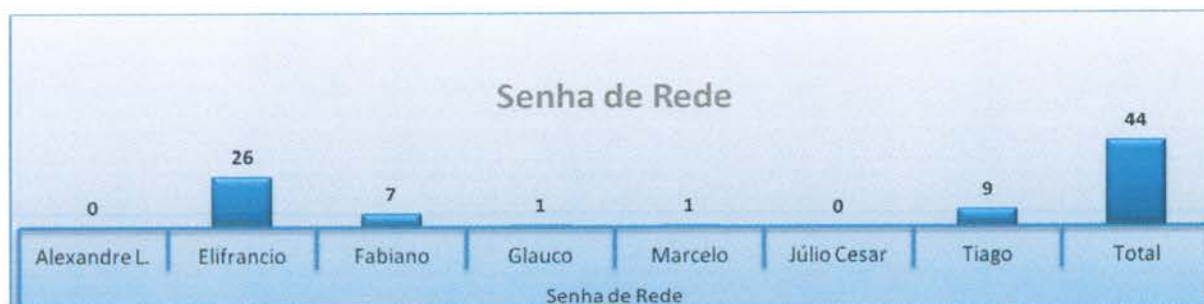 Senha de Rede
0 26 7 1 1 0 9 44
Alexandre L. Elifrancio Fabiano Glauco Marcelo Júlio Cesar Tiago Total
Senha de Rede